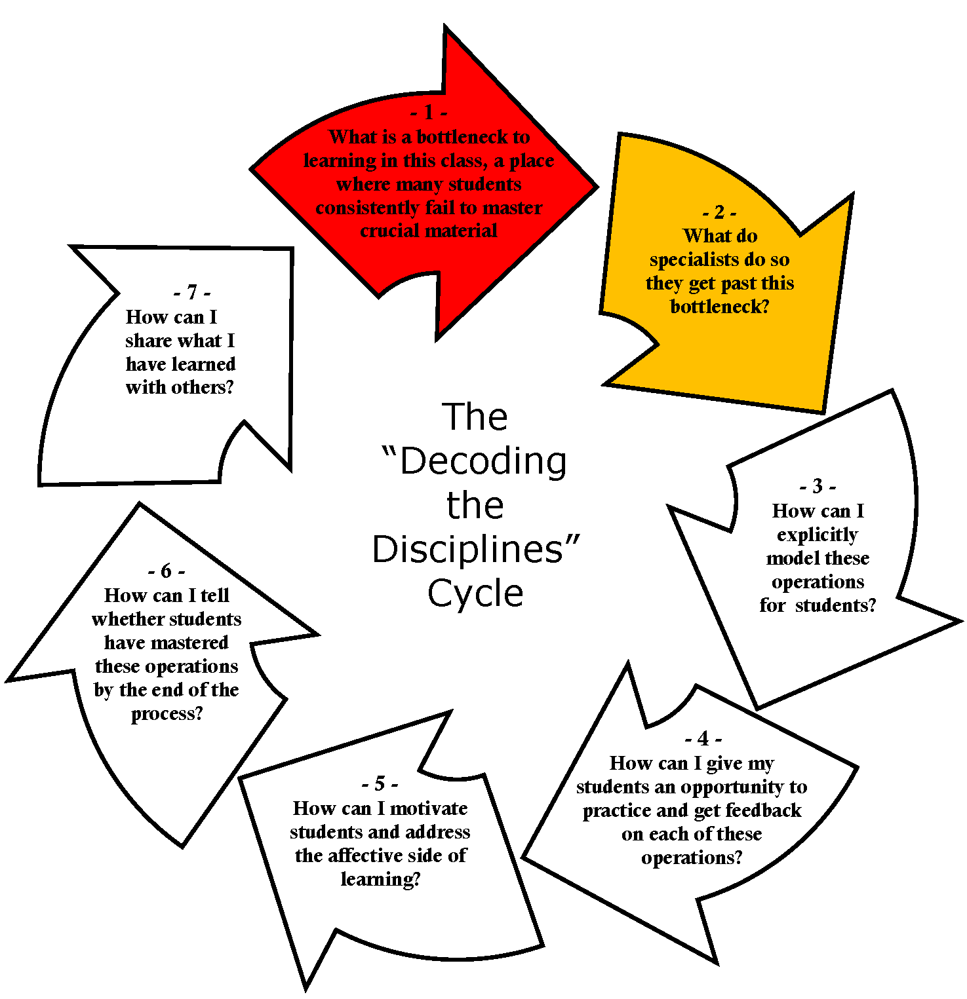 - 1 -
What is a bottleneck to
learning in this class, a place
where many students
consistently fail to master
crucial material
- 2 -
What do
specialists do so
they get past this
bottleneck?
- 3 -
How can I
explicitly
model these
operations
for students?
- 4 -
How can I give my
students an opportunity to
practice and get feedback
on each of these
operations?
- 5 -
How can I motivate
students and address
the affective side of
learning?
- 6 -
How can I tell
whether students
have mastered
these operations
by the end of the
process?
- 7 -
How can I
share what I
have learned
with others?
The
“Decoding
the
Disciplines”
Cycle